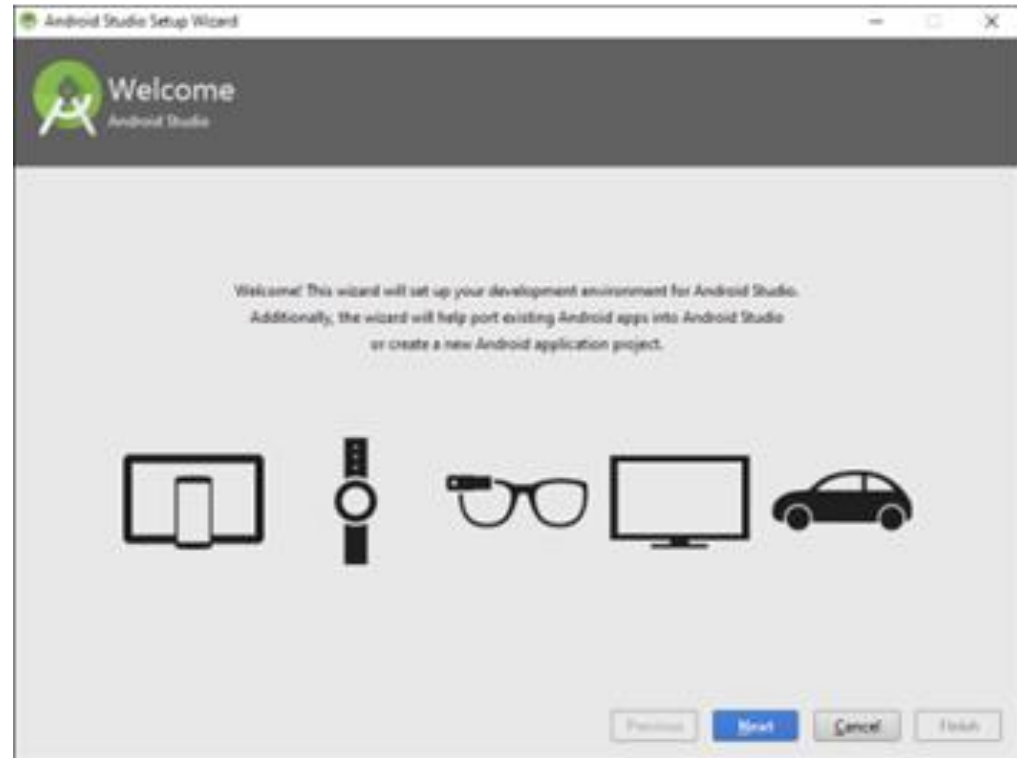 Android Studio Setup Wizard
Welcome
Android Studio
Welcome! This wizard will set up your development environment for Android Studio.
Additionally, the wizard will help port existing Android apps into Android Studio
or create a new Android application project.
Previous
Next
Cancel
Finish